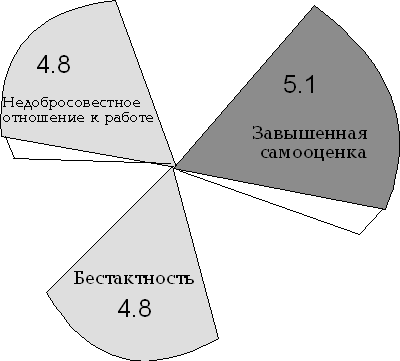 4.8
Недобросовестное
отношение к работе
5.1
Завышенная
самооценка
Бестактность
4.8